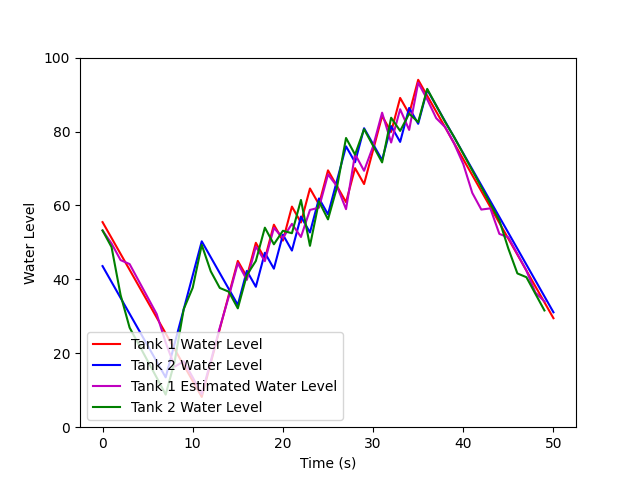 100
80
60
40
20
0
Water Level
Tank 1 Water Level
Tank 2 Water Level
Tank 1 Estimated Water Level
Tank 2 Water Level
0 10 20 30 40 50
Time (s)